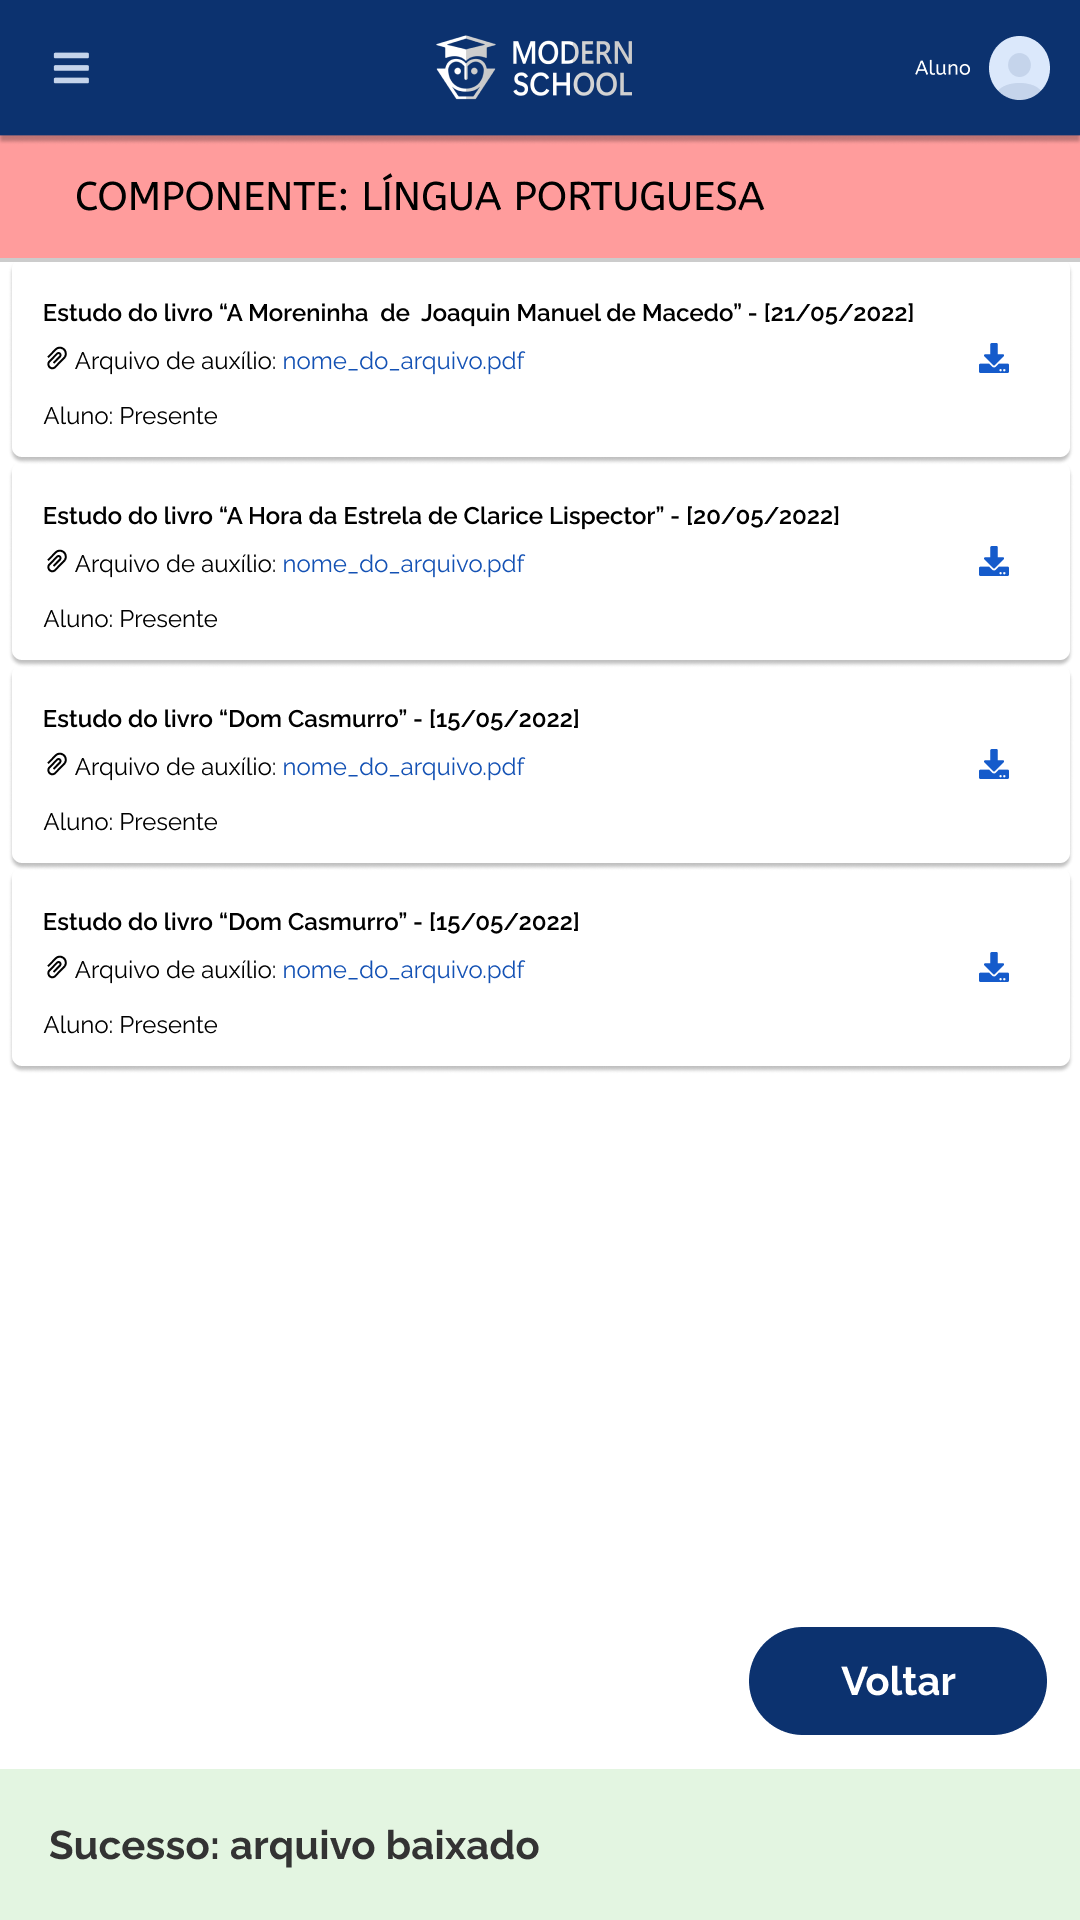 MODERN
SCHOOL
Aluno
COMPONENTE: LÍNGUA PORTUGUESA
Estudo do livro “A Moreninha  de  Joaquin Manuel de Macedo” - [21/05/2022]
Arquivo de auxílio: nome_do_arquivo.pdf
Aluno: Presente
Estudo do livro “A Hora da Estrela de Clarice Lispector” - [20/05/2022]
Arquivo de auxílio: nome_do_arquivo.pdf
Aluno: Presente
Estudo do livro “Dom Casmurro” - [15/05/2022]
Arquivo de auxílio: nome_do_arquivo.pdf
Aluno: Presente
Estudo do livro “Dom Casmurro” - [15/05/2022]
Arquivo de auxílio: nome_do_arquivo.pdf
Aluno: Presente
Voltar
Sucesso: arquivo baixado